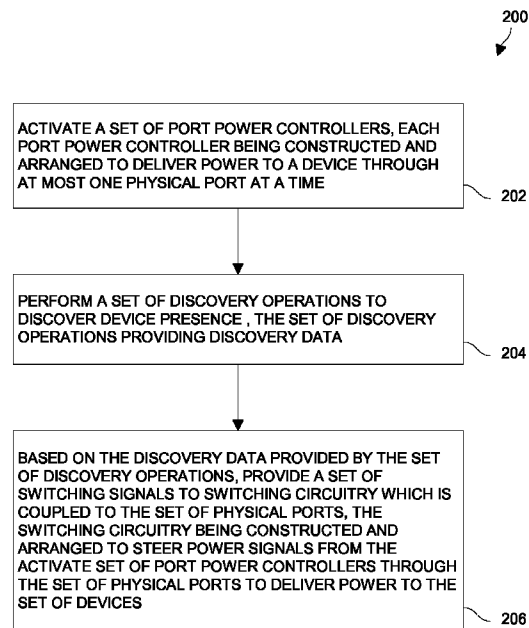 200
ACTIVATE A SET OF PORT POWER CONTROLLERS, EACH
PORT POWER CONTROLLER BEING CONSTRUCTED AND
ARRANGED TO DELIVER POWER TO A DEVICE THROUGH
AT MOST ONE PHYSICAL PORT AT A TIME
202
PERFORM A SET OF DISCOVERY OPERATIONS TO
DISCOVER DEVICE PRESENCE , THE SET OF DISCOVERY
OPERATIONS PROVIDING DISCOVERY DATA
204
BASED ON THE DISCOVERY DATA PROVIDED BY THE SET
OF DISCOVERY OPERATIONS, PROVIDE A SET OF
SWITCHING SIGNALS TO SWITCHING CIRCUITRY WHICH IS
COUPLED TO THE SET OF PHYSICAL PORTS, THE
SWITCHING CIRCUITRY BEING CONSTRUCTED AND
ARRANGED TO STEER POWER SIGNALS FROM THE
ACTIVATE SET OF PORT POWER CONTROLLERS THROUGH
THE SET OF PHYSICAL PORTS TO DELIVER POWER TO THE
SET OF DEVICES
206